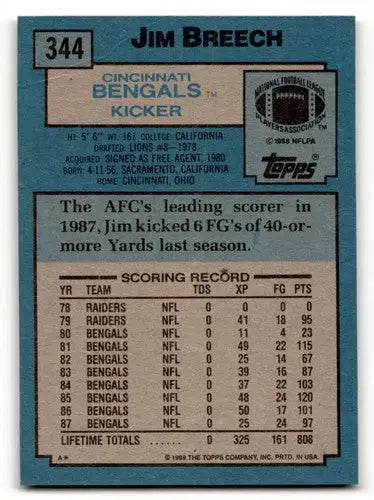 344
JIM BREECH
CINCINNATI
BENGALS TM
KICKER
HT: 5' 6" WT. 161 COLLEGE: CALIFORNIA
DRAFTED: LIONS #8-1978
ACQUIRED: SIGNED AS FREE AGENT, 1980
BORN: 4-11-56, SACRAMENTO, CALIFORNIA
HOME: CINCINNATI, OHIO
NATIONAL FOOTBALL LEAGUE
PLAYERS ASSOCIATION TM
© 1988 NFLPA
Topps®
The AFC's leading scorer in
1987, Jim kicked 6 FG's of 40-or-
more Yards last season.
SCORING RECORD
YR TEAM TDS XP FG PTS
78 RAIDERS NFL 0 0 0 0
79 RAIDERS NFL 0 41 18 95
80 BENGALS NFL 0 11 4 23
81 BENGALS NFL 0 49 22 115
82 BENGALS NFL 0 25 14 67
83 BENGALS NFL 0 39 16 87
84 BENGALS NFL 0 37 22 103
85 BENGALS NFL 0 48 24 120
86 BENGALS NFL 0 50 17 101
87 BENGALS NFL 0 25 24 97
LIFETIME TOTALS ...... 0 325 161 808
A* © 1988 THE TOPPS COMPANY, INC. PRTD. IN USA.